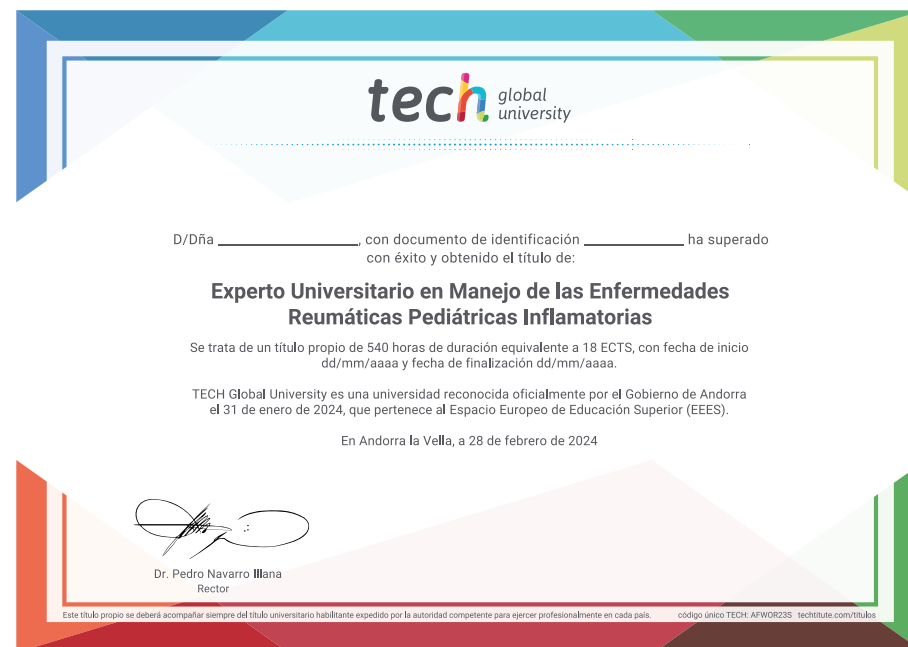 tech global university
D/Dña ____________, con documento de identificación ____________ ha superado
con éxito y obtenido el título de:
Experto Universitario en Manejo de las Enfermedades
Reumáticas Pediátricas Inflamatorias
Se trata de un título propio de 540 horas de duración equivalente a 18 ECTS, con fecha de inicio
dd/mm/aaaa y fecha de finalización dd/mm/aaaa.
TECH Global University es una universidad reconocida oficialmente por el Gobierno de Andorra
el 31 de enero de 2024, que pertenece al Espacio Europeo de Educación Superior (EEES).
En Andorra la Vella, a 28 de febrero de 2024
Dr. Pedro Navarro Illana
Rector
Este título propio se deberá acompañar siempre del título universitario habilitante expedido por la autoridad competente para ejercer profesionalmente en cada país. código único TECH: AFWOR23S techtitute.com/titulos